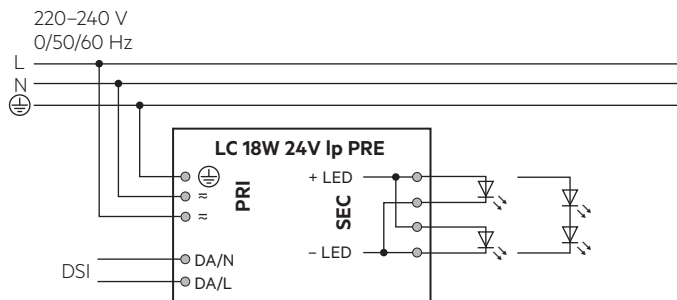 220–240 V
0/50/60 Hz
L
N
LC 18W 24V lp PRE
PRI
≂
≂
+ LED
SEC
– LED
DSI
DA/N
DA/L